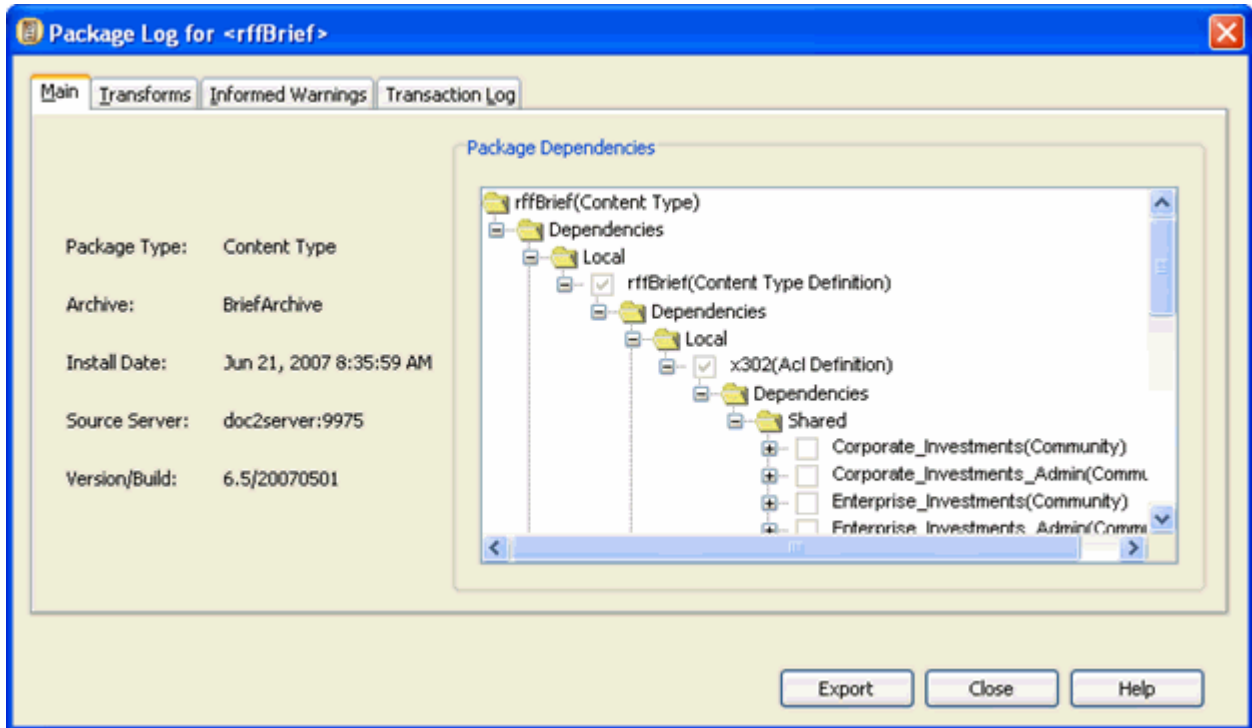 Package Log for <rffBrief>
Main Transforms Informed Warnings Transaction Log
Package Dependencies
Package Type: Content Type
Archive: BriefArchive
Install Date: Jun 21, 2007 8:35:59 AM
Source Server: doc2server:9975
Version/Build: 6.5/20070501
rffBrief(Content Type)
Dependencies
Local
rffBrief(Content Type Definition)
Dependencies
Local
x302(Acl Definition)
Dependencies
Shared
Corporate_Investments(Community)
Corporate_Investments_Admin(Commu
Enterprise_Investments(Community)
Enterprise_Investments_Admin(Commu
Export Close Help